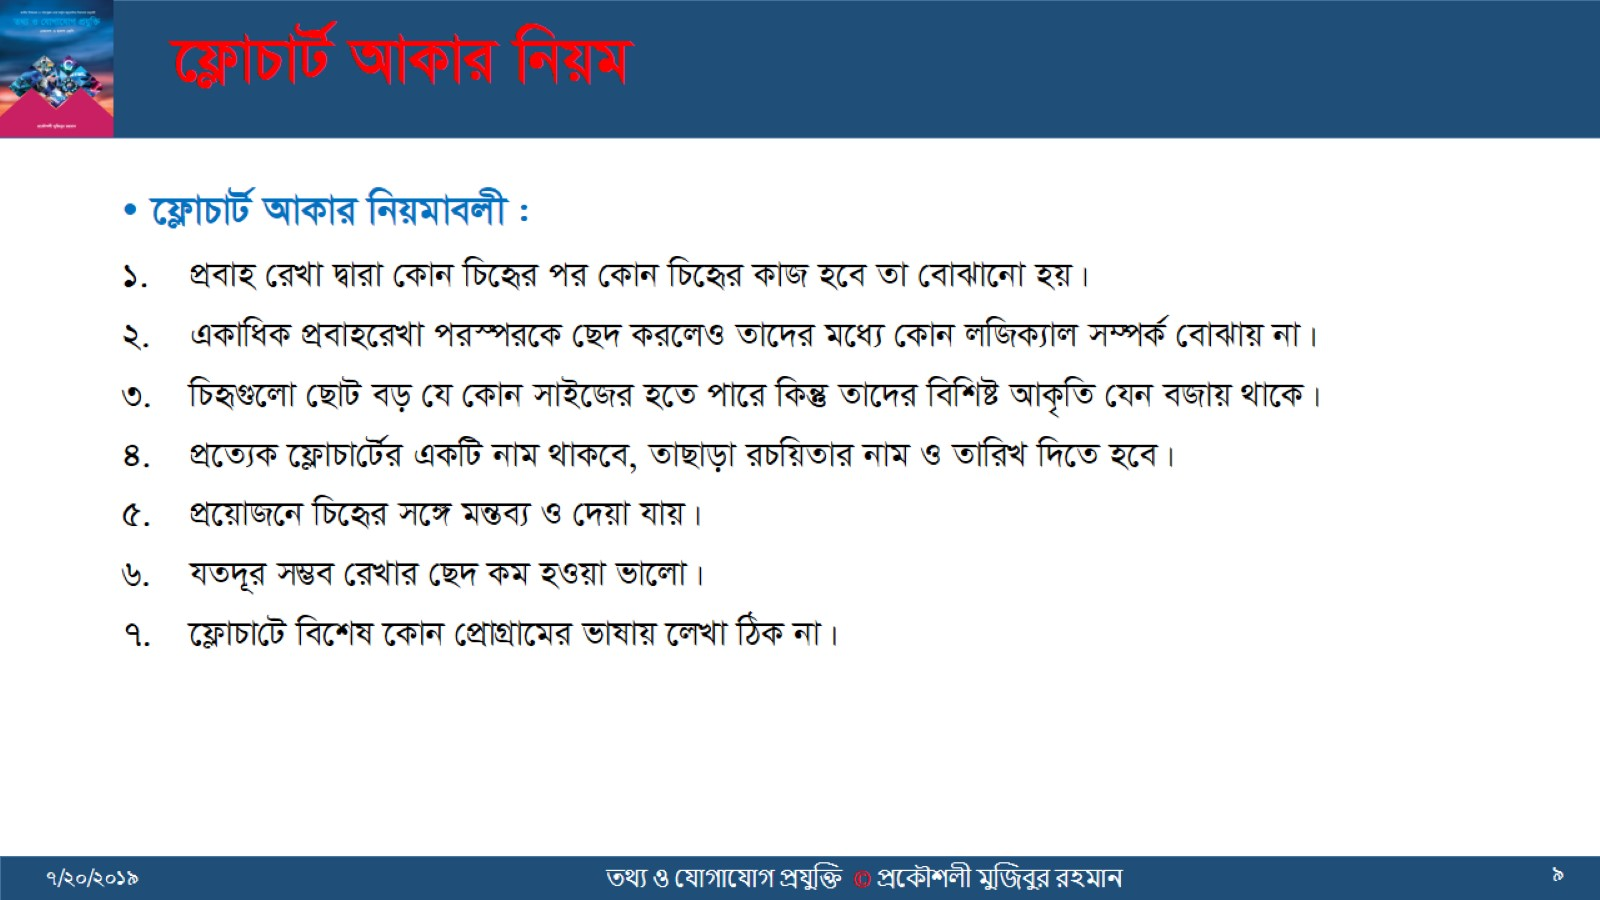 তথ্য ও যোগাযোগ প্রযুক্তি
ফ্লোচার্ট আকার নিয়ম
• ফ্লোচার্ট আকার নিয়মাবলী :
১. প্রবাহ রেখা দ্বারা কোন চিহ্নের পর কোন চিহ্নের কাজ হবে তা বোঝানো হয়।
২. একাধিক প্রবাহরেখা পরস্পরকে ছেদ করলেও তাদের মধ্যে কোন লজিক্যাল সম্পর্ক বোঝায় না।
৩. চিহ্নগুলো ছোট বড় যে কোন সাইজের হতে পারে কিন্তু তাদের বিশিষ্ট আকৃতি যেন বজায় থাকে।
৪. প্রত্যেক ফ্লোচার্টের একটি নাম থাকবে, তাছাড়া রচয়িতার নাম ও তারিখ দিতে হবে।
৫. প্রয়োজনে চিহ্নের সঙ্গে মন্তব্য ও দেয়া যায়।
৬. যতদূর সম্ভব রেখার ছেদ কম হওয়া ভালো।
৭. ফ্লোচাটে বিশেষ কোন প্রোগ্রামের ভাষায় লেখা ঠিক না।
৭/২০/২০১৯ তথ্য ও যোগাযোগ প্রযুক্তি © প্রকৌশলী মুজিবুর রহমান ৯